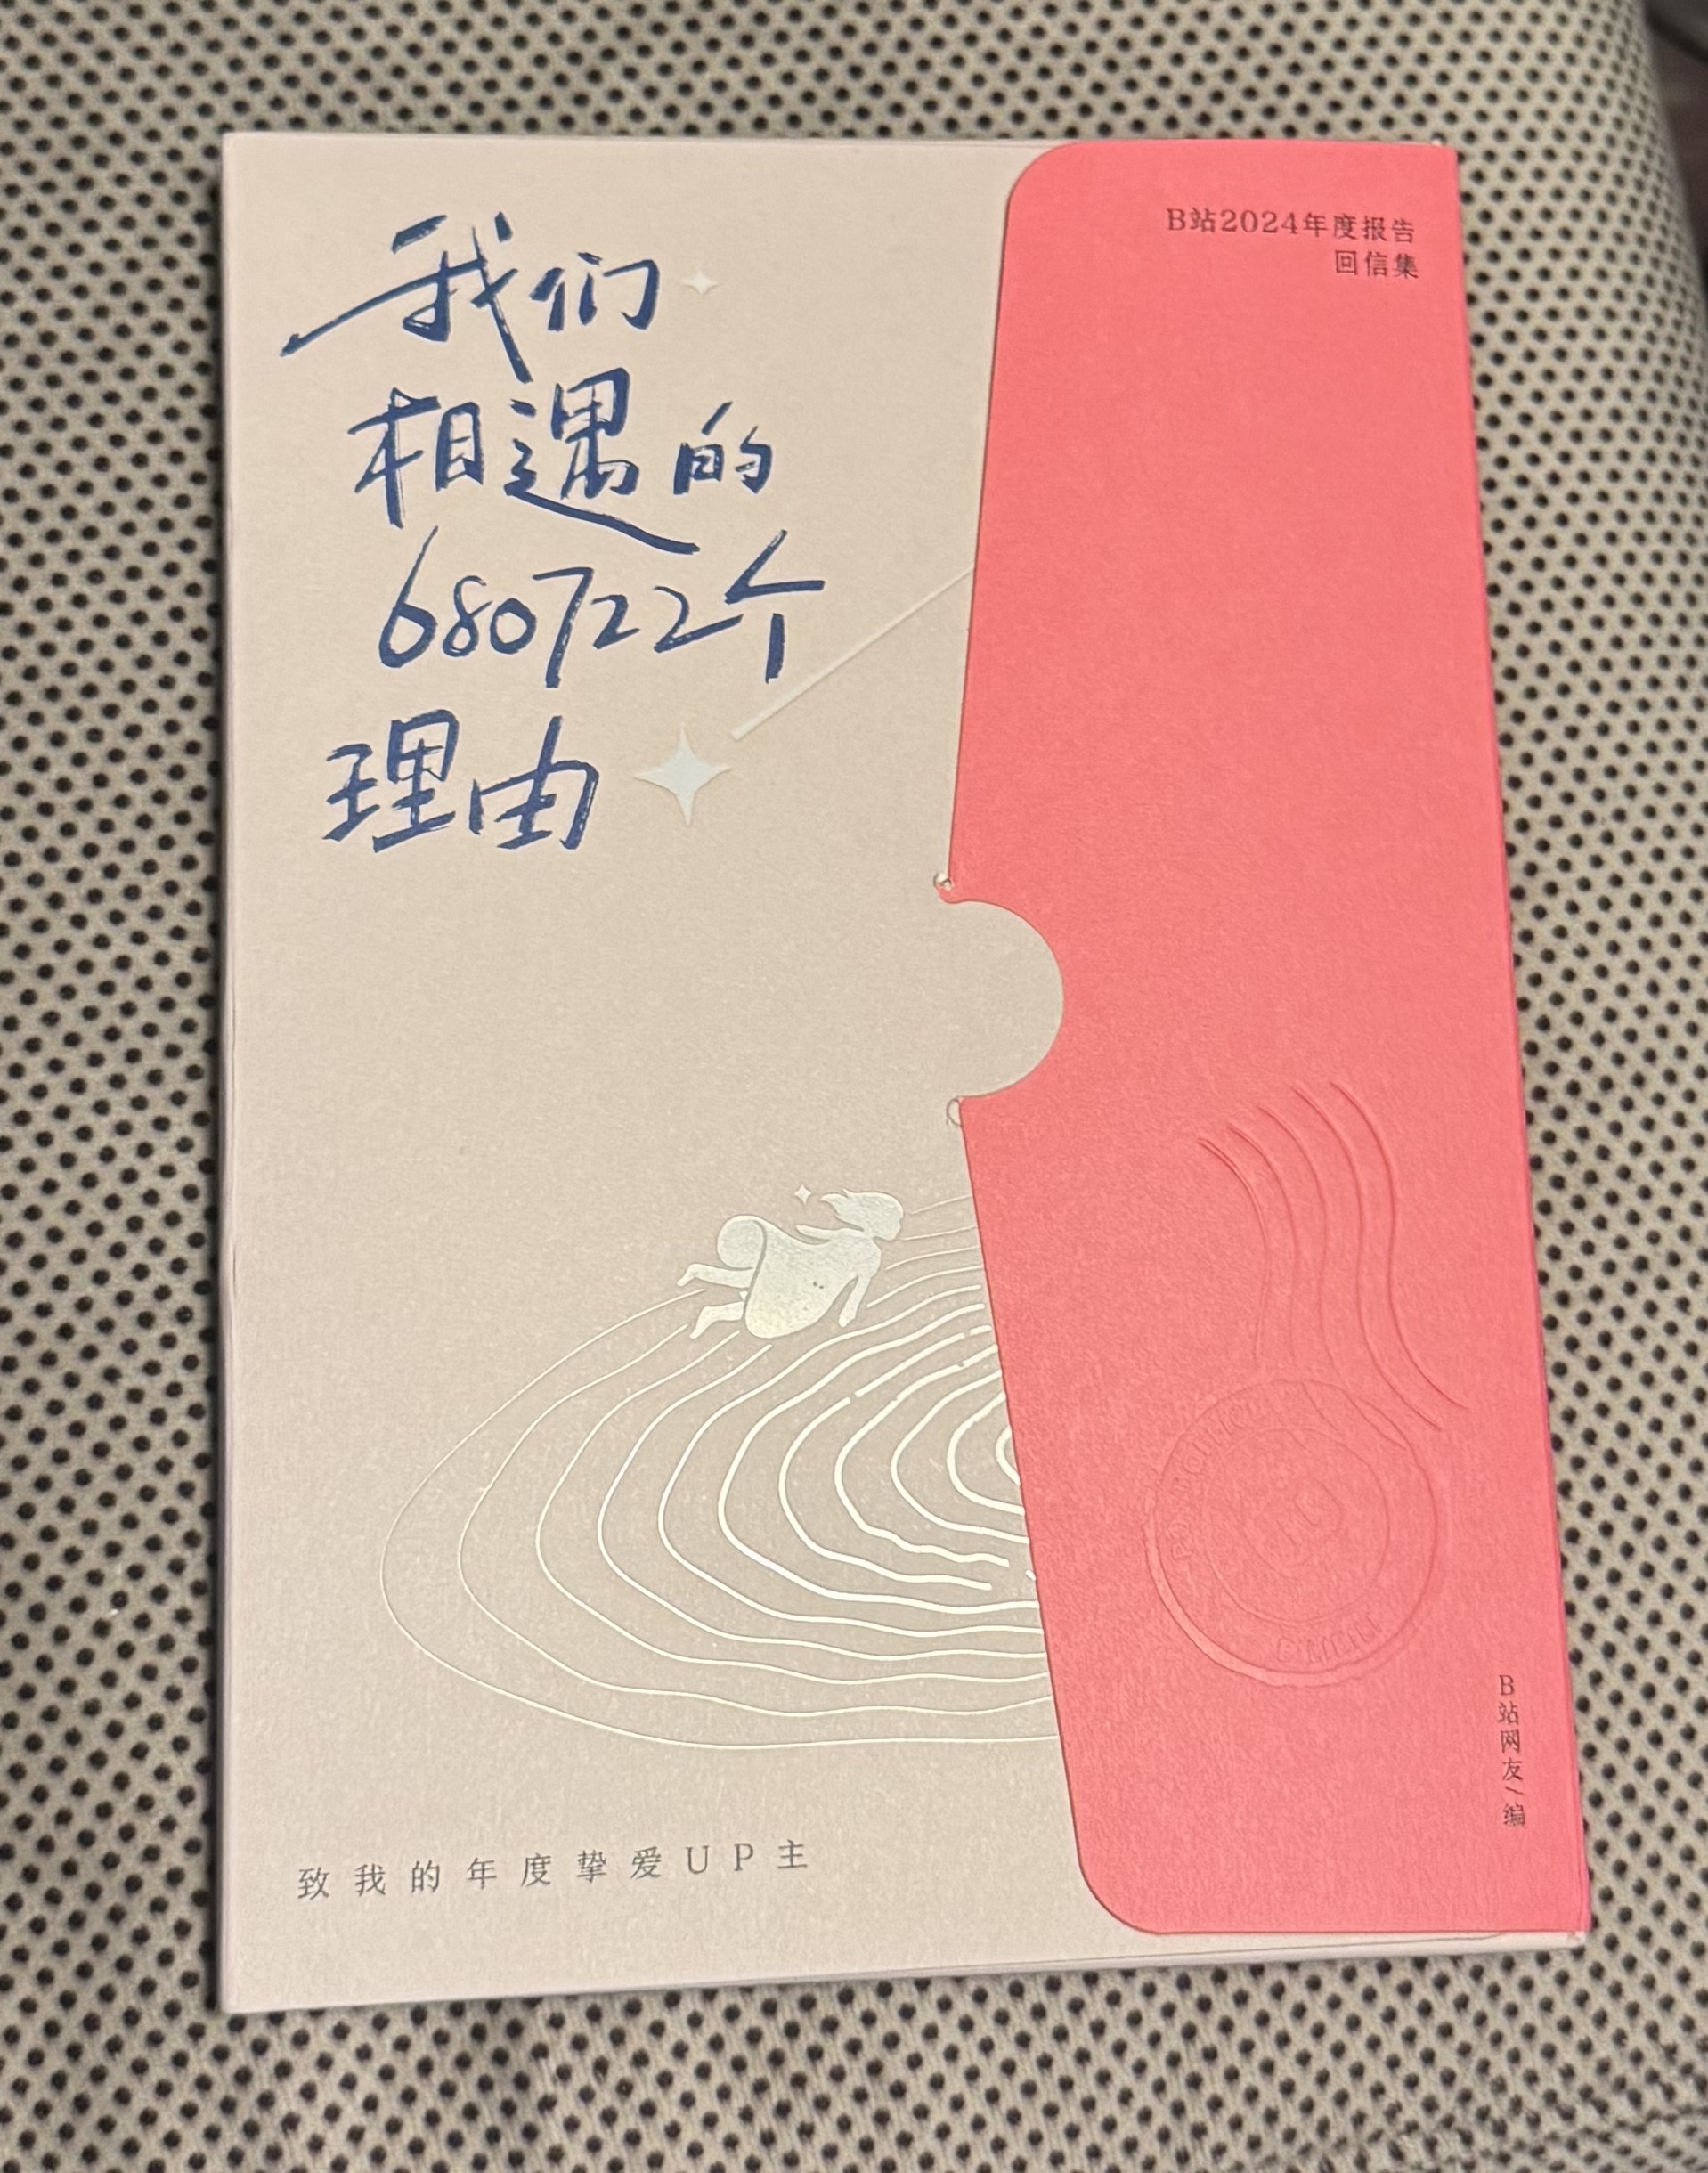 我们
相遇的
680722个
理由
B站2024年度报告
回信集
B站网友/编
致我的年度挚爱UP主